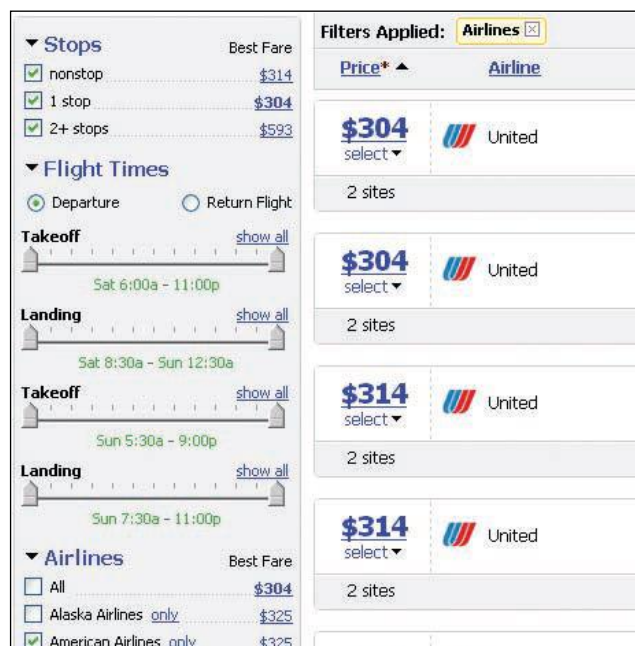 Stops Best Fare
nonstop $314
1 stop $304
2+ stops $593
Flight Times
Departure Return Flight
Takeoff show all
Sat 6:00a - 11:00p
Landing show all
Sat 8:30a - Sun 12:30a
Takeoff show all
Sun 5:30a - 9:00p
Landing show all
Sun 7:30a - 11:00p
Airlines Best Fare
All $304
Alaska Airlines only $325
American Airlines only $325
Filters Applied: Airlines
Price* Airline
$304 United
select
2 sites
$304 United
select
2 sites
$314 United
select
2 sites
$314 United
select
2 sites